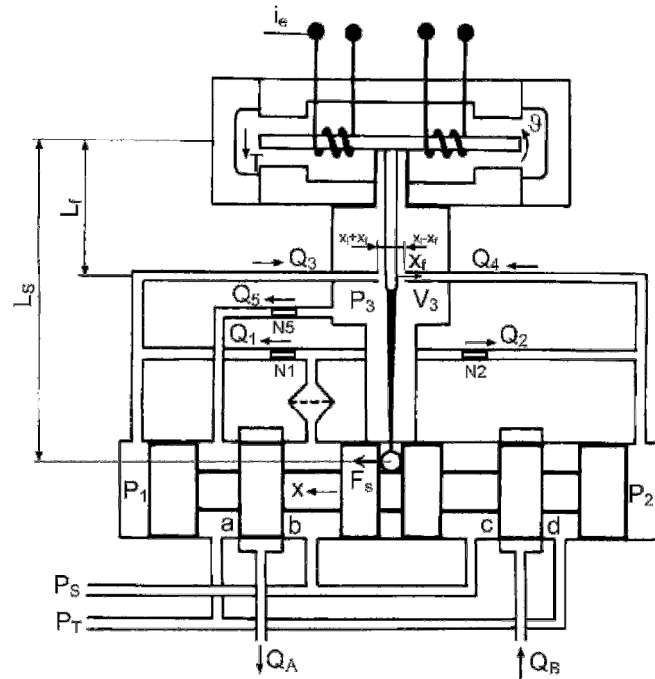 i_e
ϑ
T
L_f
L_S
x_i+x_f
x_i-x_f
x_f
Q_3
Q_4
Q_5
P_3
V_3
N5
Q_1
Q_2
N1
N2
F_s
P_1
x
P_2
a
b
c
d
P_S
P_T
Q_A
Q_B